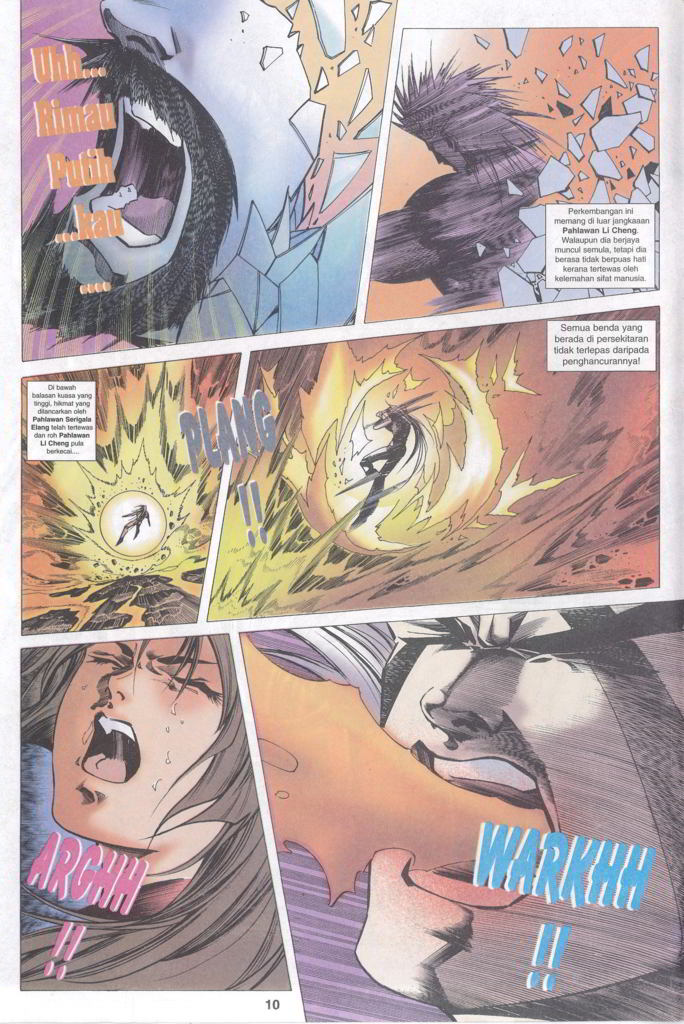 Uhh....
Rimau
Putih
....kau
....
Perkembangan ini
memang di luar jangkaaan
Pahlawan Li Cheng.
Walaupun dia berjaya
muncul semula, tetapi dia
berasa tidak berpuas hati
kerana tertewas oleh
kelemahan sifat manusia.
Di bawah
balasan kuasa yang
tinggi, hikmat yang
dilancarkan oleh
Pahlawan Serigala
Elang telah tertewas
dan roh Pahlawan
Li Cheng pula
berkecai....
PLANG
!!
Semua benda yang
berada di persekitaran
tidak terlepas daripada
penghancurannya!
ARGHH
!!
WARKHH
!!
10